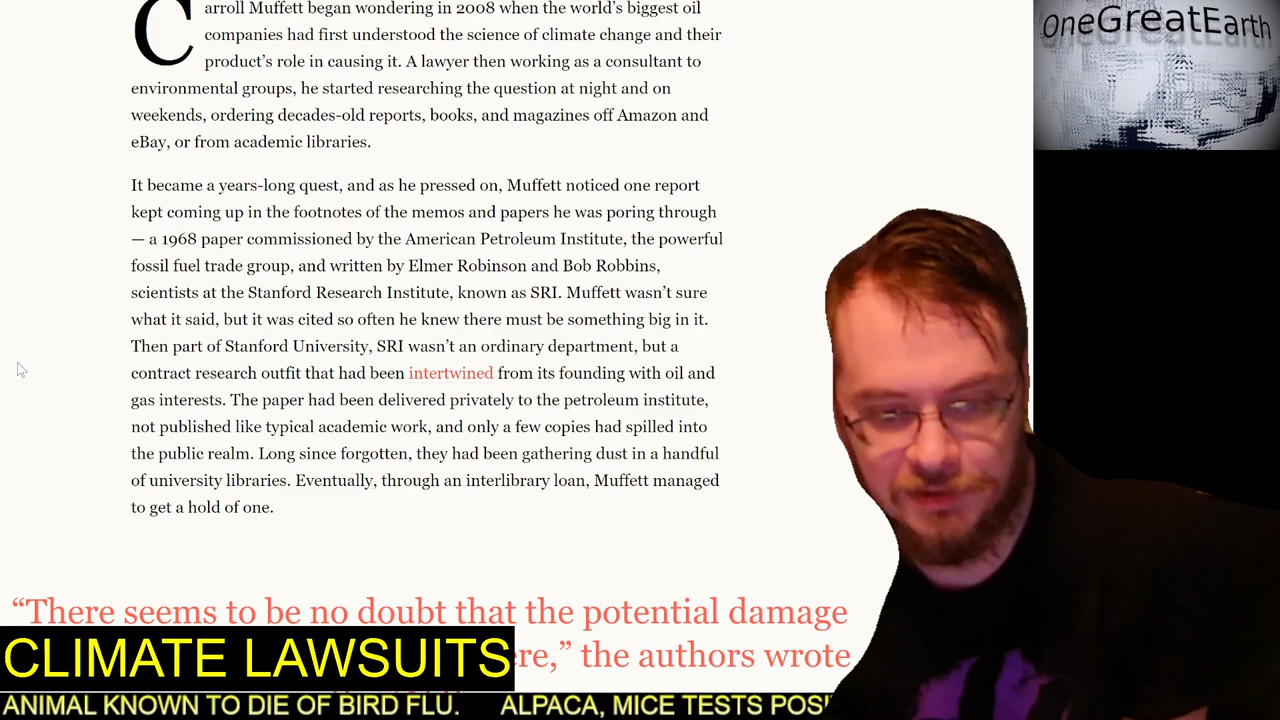 Carroll Muffett began wondering in 2008 when the world’s biggest oil
companies had first understood the science of climate change and their
product’s role in causing it. A lawyer then working as a consultant to
environmental groups, he started researching the question at night and on
weekends, ordering decades-old reports, books, and magazines off Amazon and
eBay, or from academic libraries.
It became a years-long quest, and as he pressed on, Muffett noticed one report
kept coming up in the footnotes of the memos and papers he was poring through
— a 1968 paper commissioned by the American Petroleum Institute, the powerful
fossil fuel trade group, and written by Elmer Robinson and Bob Robbins,
scientists at the Stanford Research Institute, known as SRI. Muffett wasn’t sure
what it said, but it was cited so often he knew there must be something big in it.
Then part of Stanford University, SRI wasn’t an ordinary department, but a
contract research outfit that had been intertwined from its founding with oil and
gas interests. The paper had been delivered privately to the petroleum institute,
not published like typical academic work, and only a few copies had spilled into
the public realm. Long since forgotten, they had been gathering dust in a handful
of university libraries. Eventually, through an interlibrary loan, Muffett managed
to get a hold of one.
“There seems to be no doubt that the potential damage
re,” the authors wrote
CLIMATE LAWSUITS
ANIMAL KNOWN TO DIE OF BIRD FLU. ALPACA, MICE TESTS POSI
OneGreatEarth